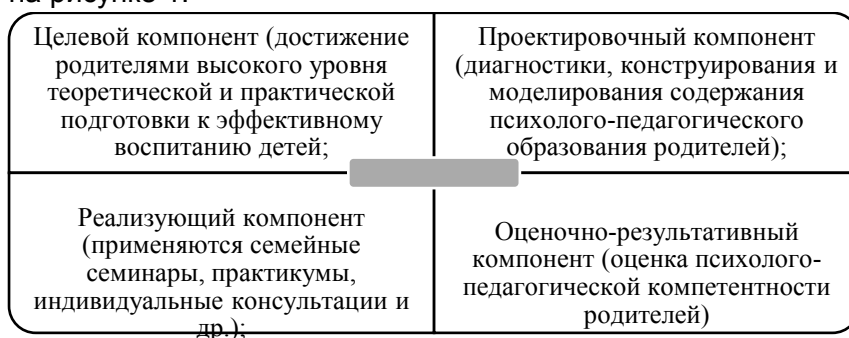 на рисунке 1.
Целевой компонент (достижение
родителями высокого уровня
теоретической и практической
подготовки к эффективному
воспитанию детей;
Проектировочный компонент
(диагностики, конструирования и
моделирования содержания
психолого-педагогического
образования родителей);
Реализующий компонент
(применяются семейные
семинары, практикумы,
индивидуальные консультации и
др.);
Оценочно-результативный
компонент (оценка психолого-
педагогической компетентности
родителей)